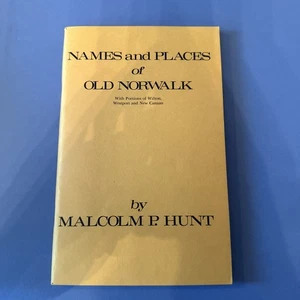 NAMES and PLACES
of
OLD NORWALK
With Portions of Wilton,
Westport and New Canaan
by
MALCOLM P. HUNT